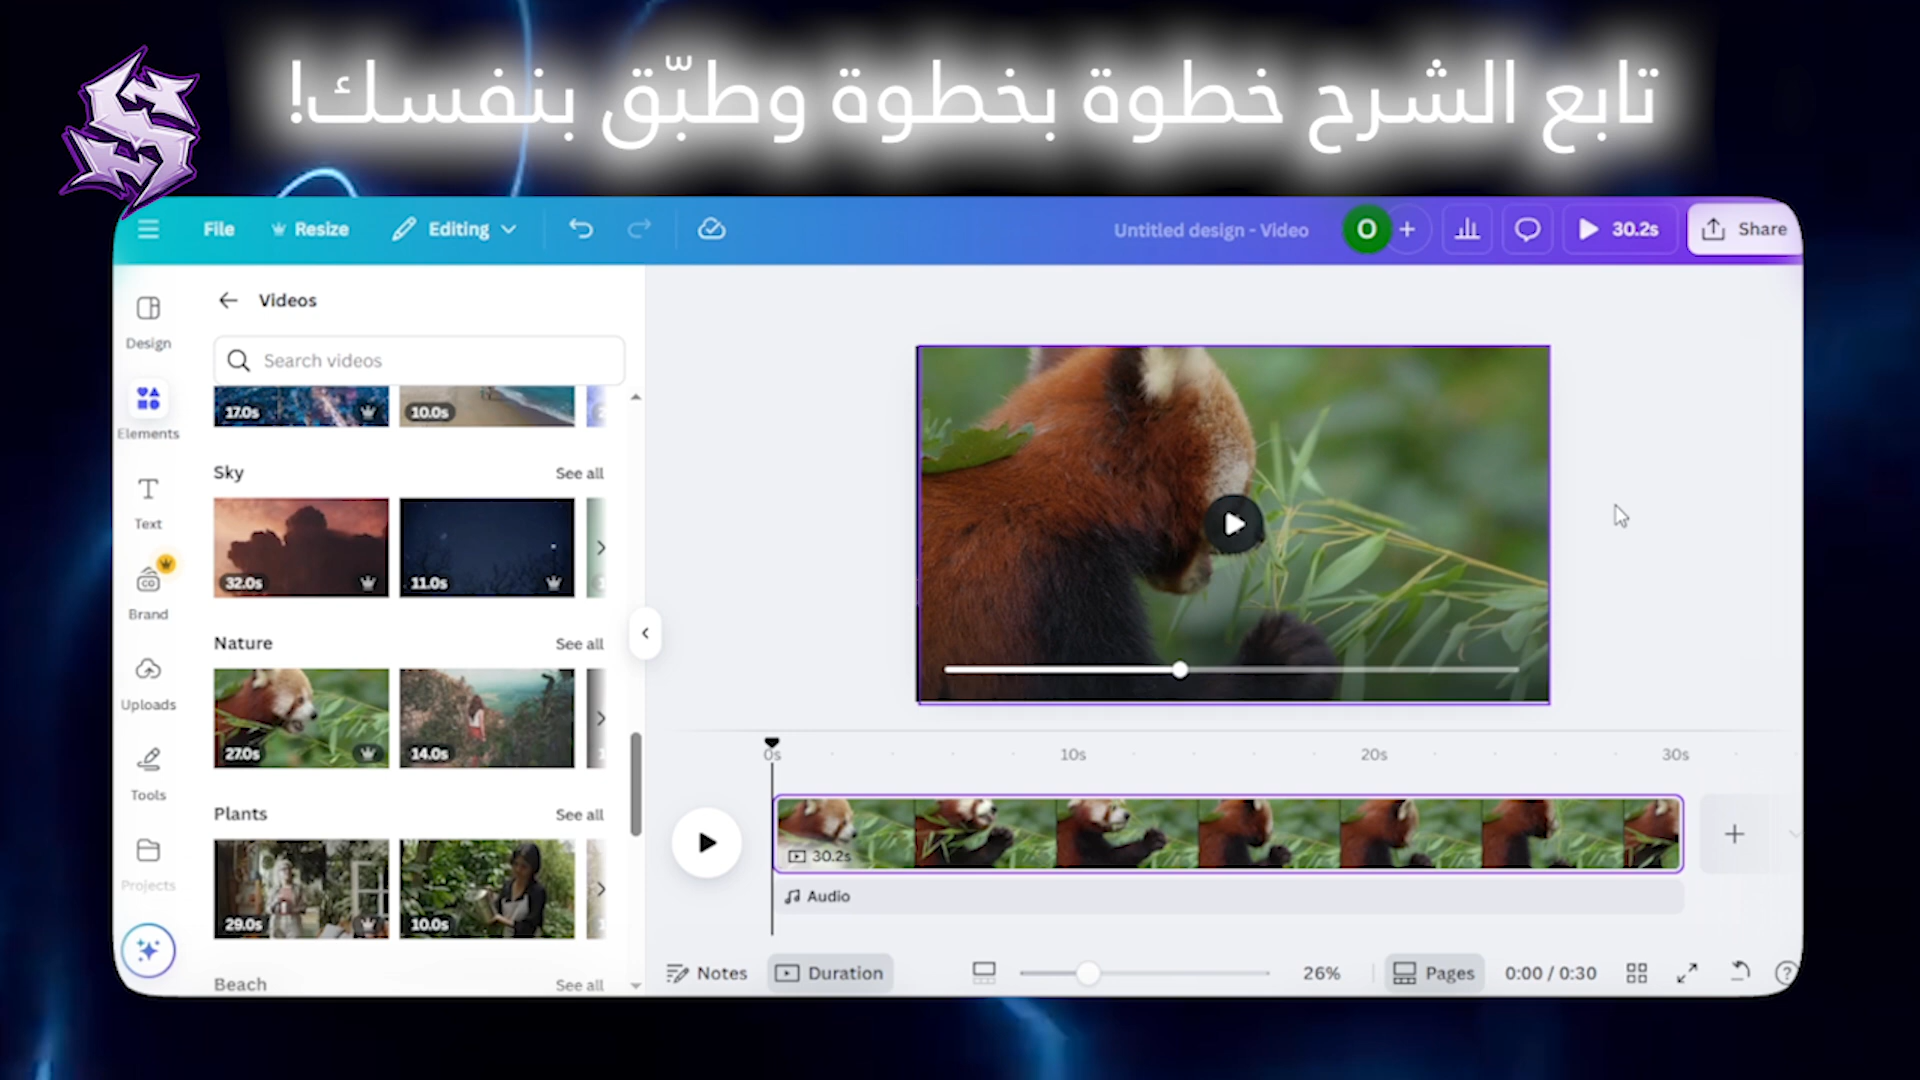 تابع الشرح خطوة بخطوة وطبّق بنفسك!
File
Resize
Editing
Untitled design - Video
O
30.2s
Share
Design
Elements
Text
Brand
Uploads
Tools
Projects
Videos
Search videos
17.0s
10.0s
Sky
See all
32.0s
11.0s
Nature
See all
27.0s
14.0s
Plants
See all
29.0s
10.0s
Beach
See all
0s
10s
20s
30s
30.2s
Audio
Notes
Duration
26%
Pages
0:00 / 0:30